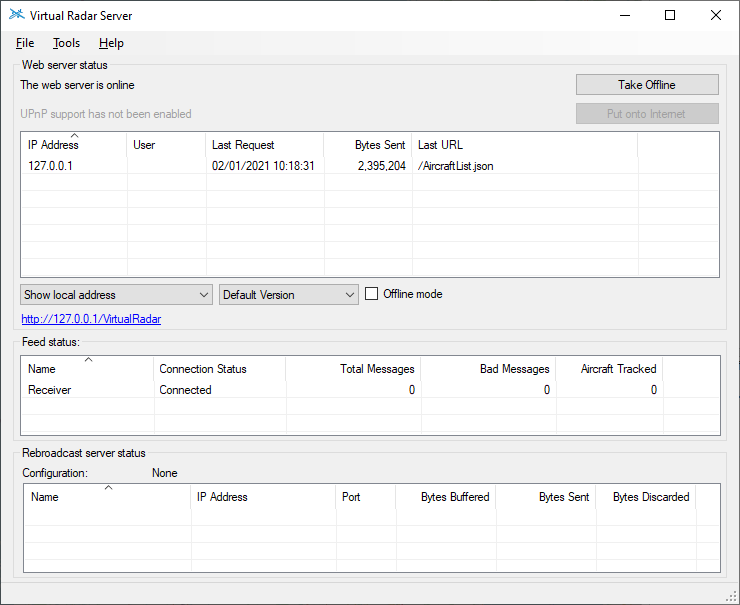 Virtual Radar Server
File Tools Help
Web server status
The web server is online
Take Offline
UPnP support has not been enabled
Put onto Internet
IP Address User Last Request Bytes Sent Last URL
127.0.0.1 02/01/2021 10:18:31 2,395,204 /AircraftList.json
Show local address Default Version Offline mode
http://127.0.0.1/VirtualRadar
Feed status:
Name Connection Status Total Messages Bad Messages Aircraft Tracked
Receiver Connected 0 0 0
Rebroadcast server status
Configuration: None
Name IP Address Port Bytes Buffered Bytes Sent Bytes Discarded